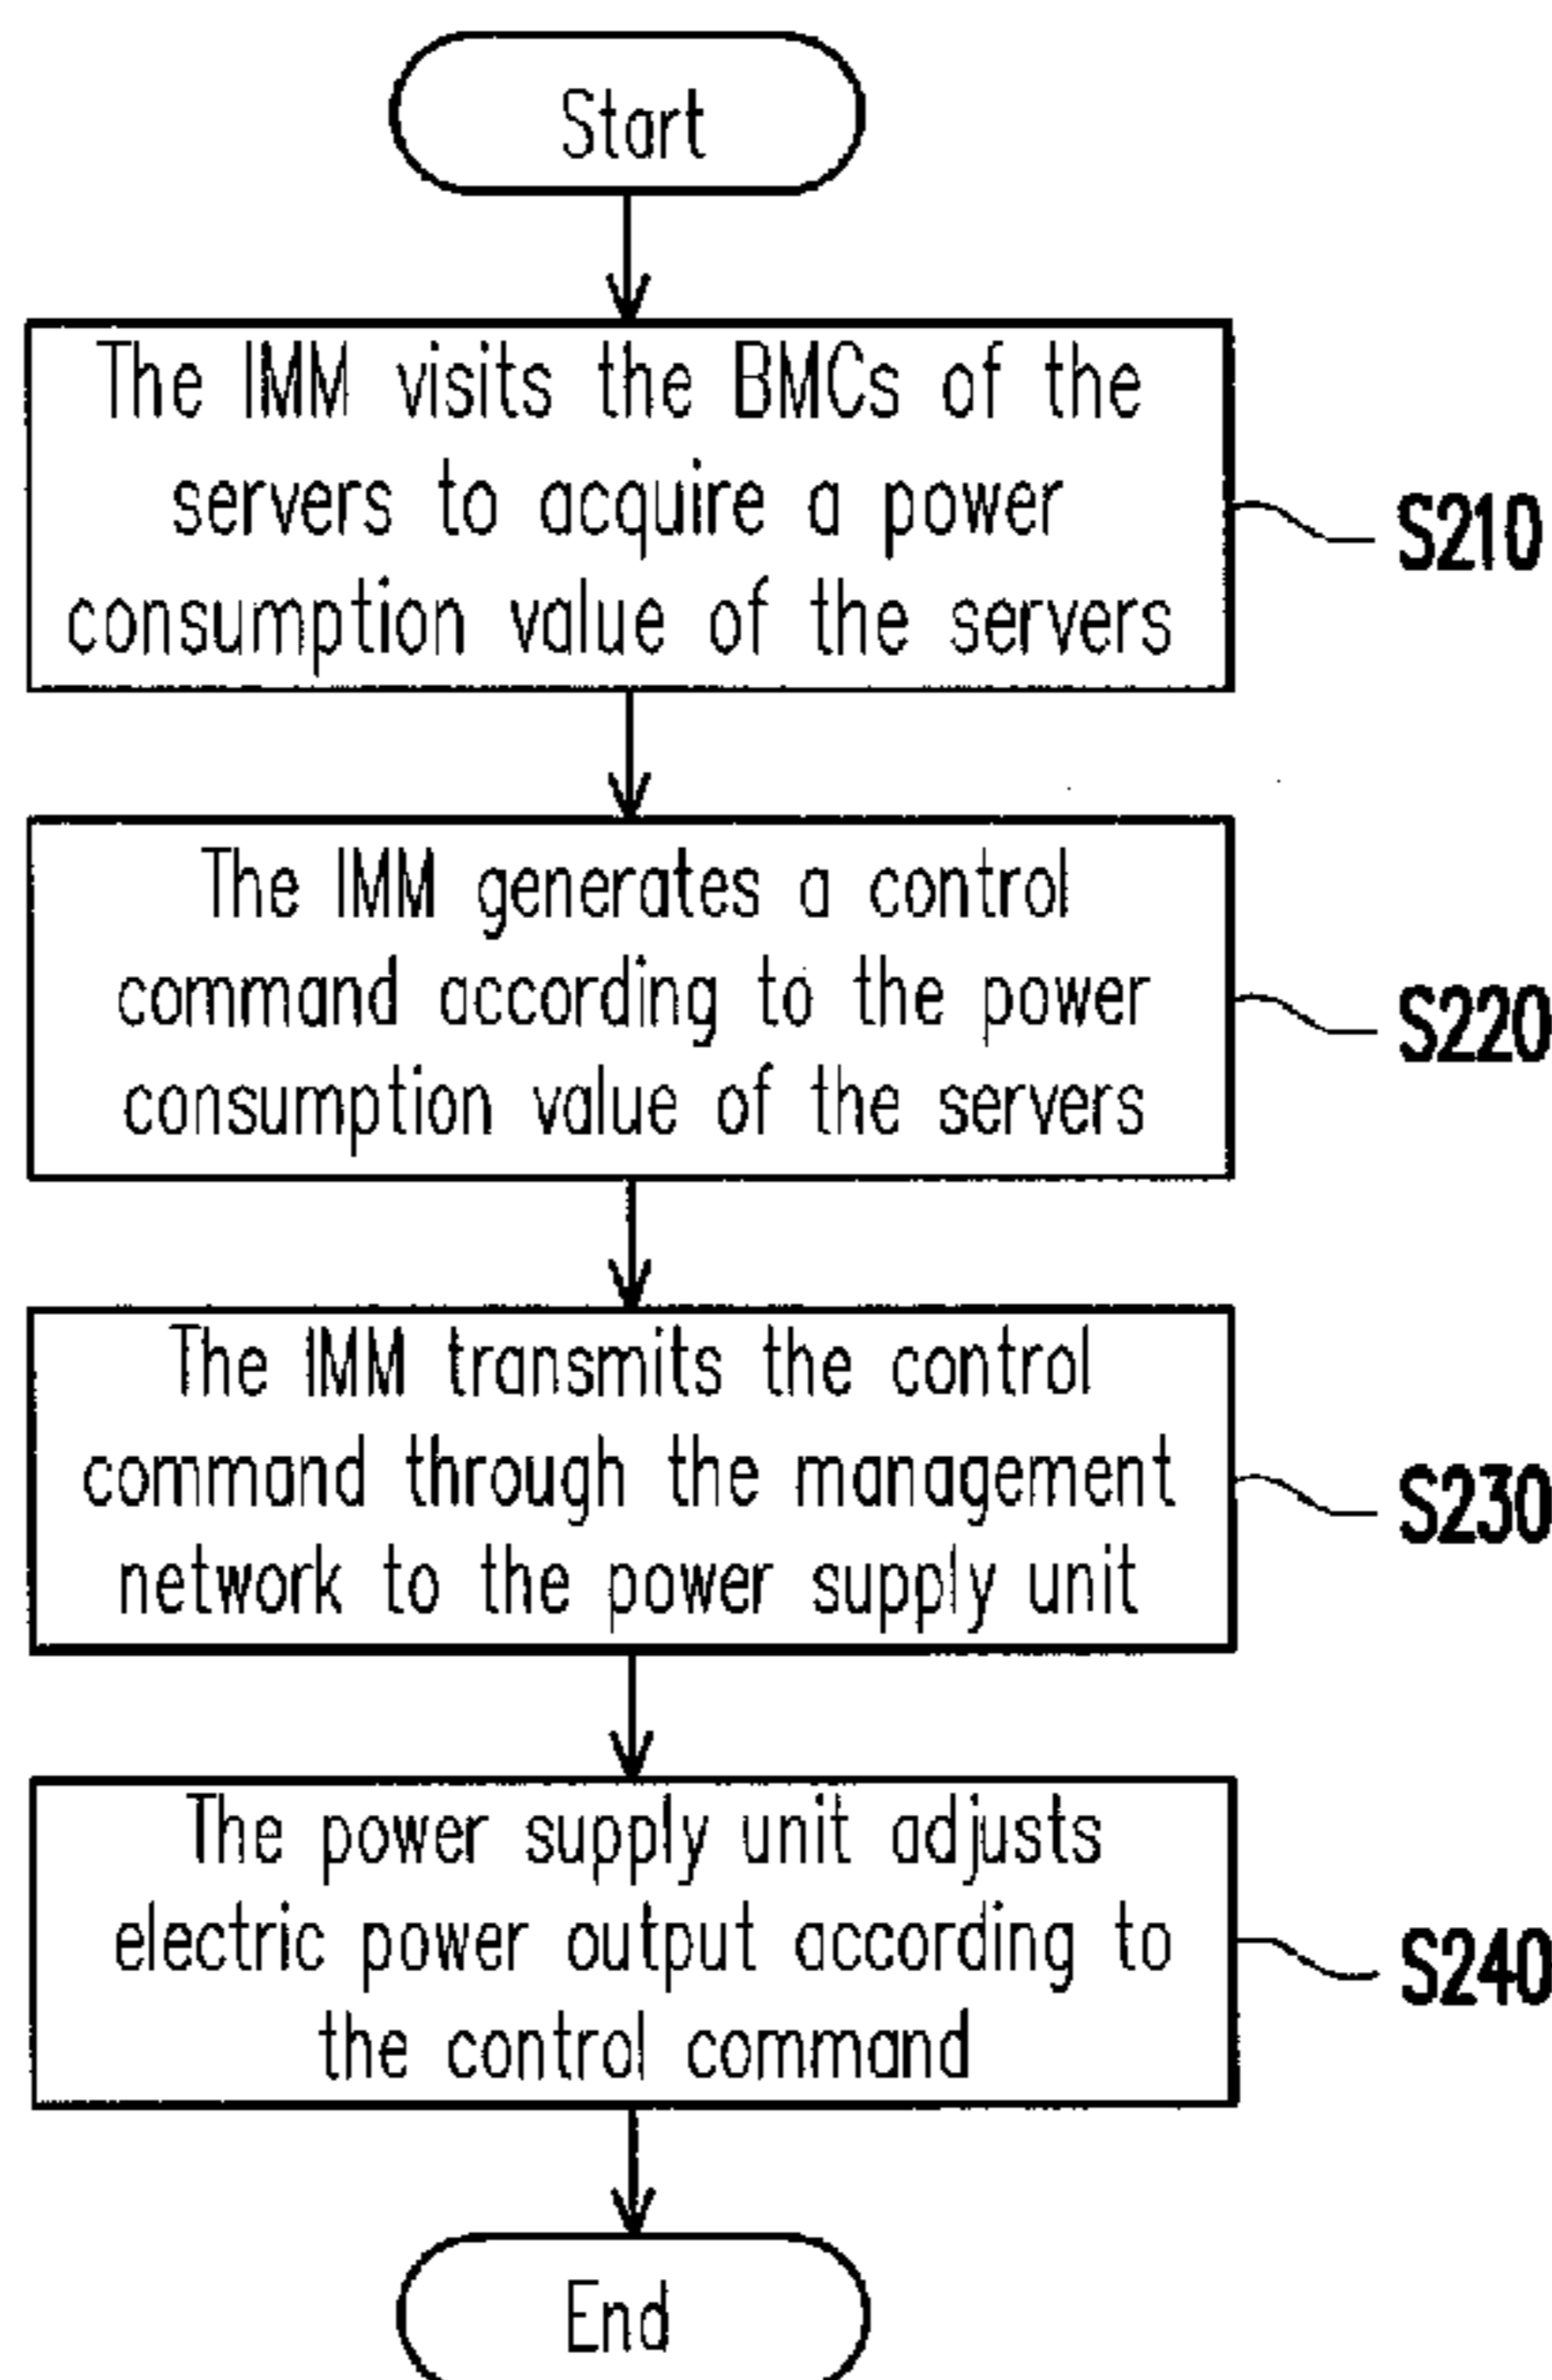 Start
The IMM visits the BMCs of the
servers to acquire a power
consumption value of the servers
S210
The IMM generates a control
command according to the power
consumption value of the servers
S220
The IMM transmits the control
command through the management
network to the power supply unit
S230
The power supply unit adjusts
electric power output according to
the control command
S240
End